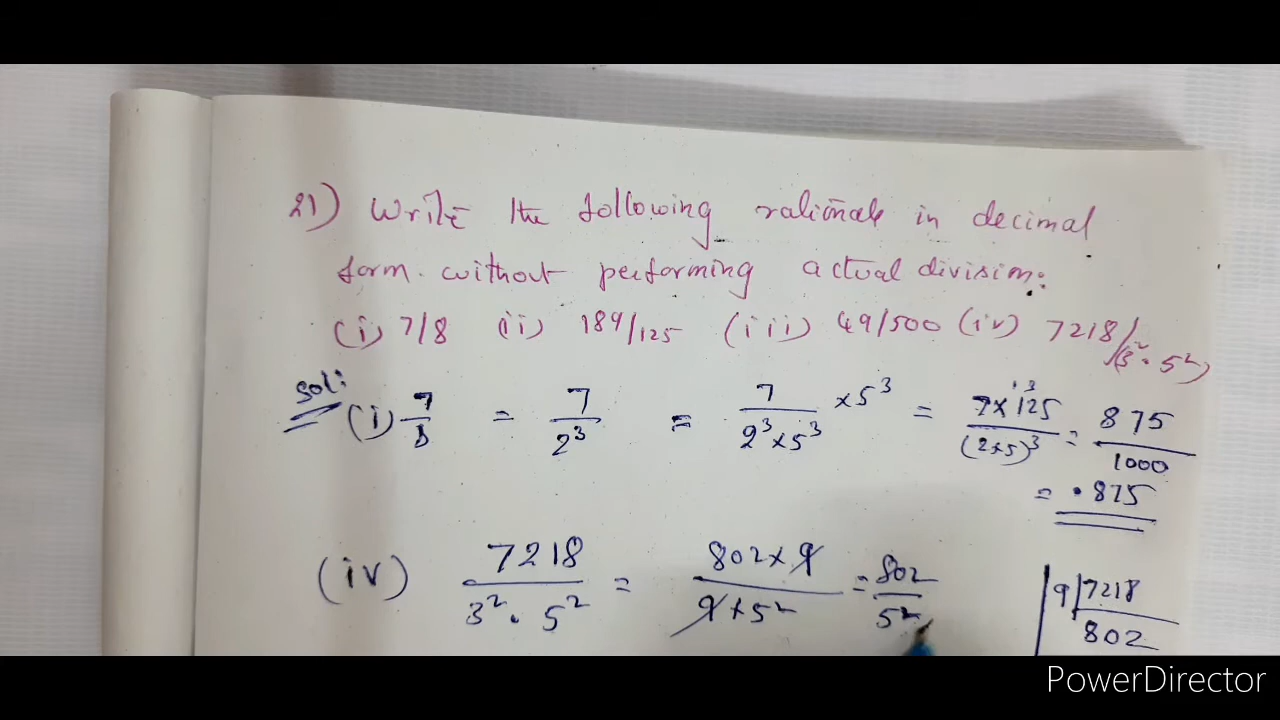 21) Write the following rationals in decimal
form without performing actual division:
(i) 7/8 (ii) 189/125 (iii) 49/500 (iv) 7218/(3²·5²)
Sol:
(i) 7/8 = 7/2³ = 7/2³×5³ ×5³ = 7×125/(2×5)³ = 875/1000
= .875
(iv) 7218/3²·5² = 802×9/9×5² = 802/5²
9 7218
802
PowerDirector